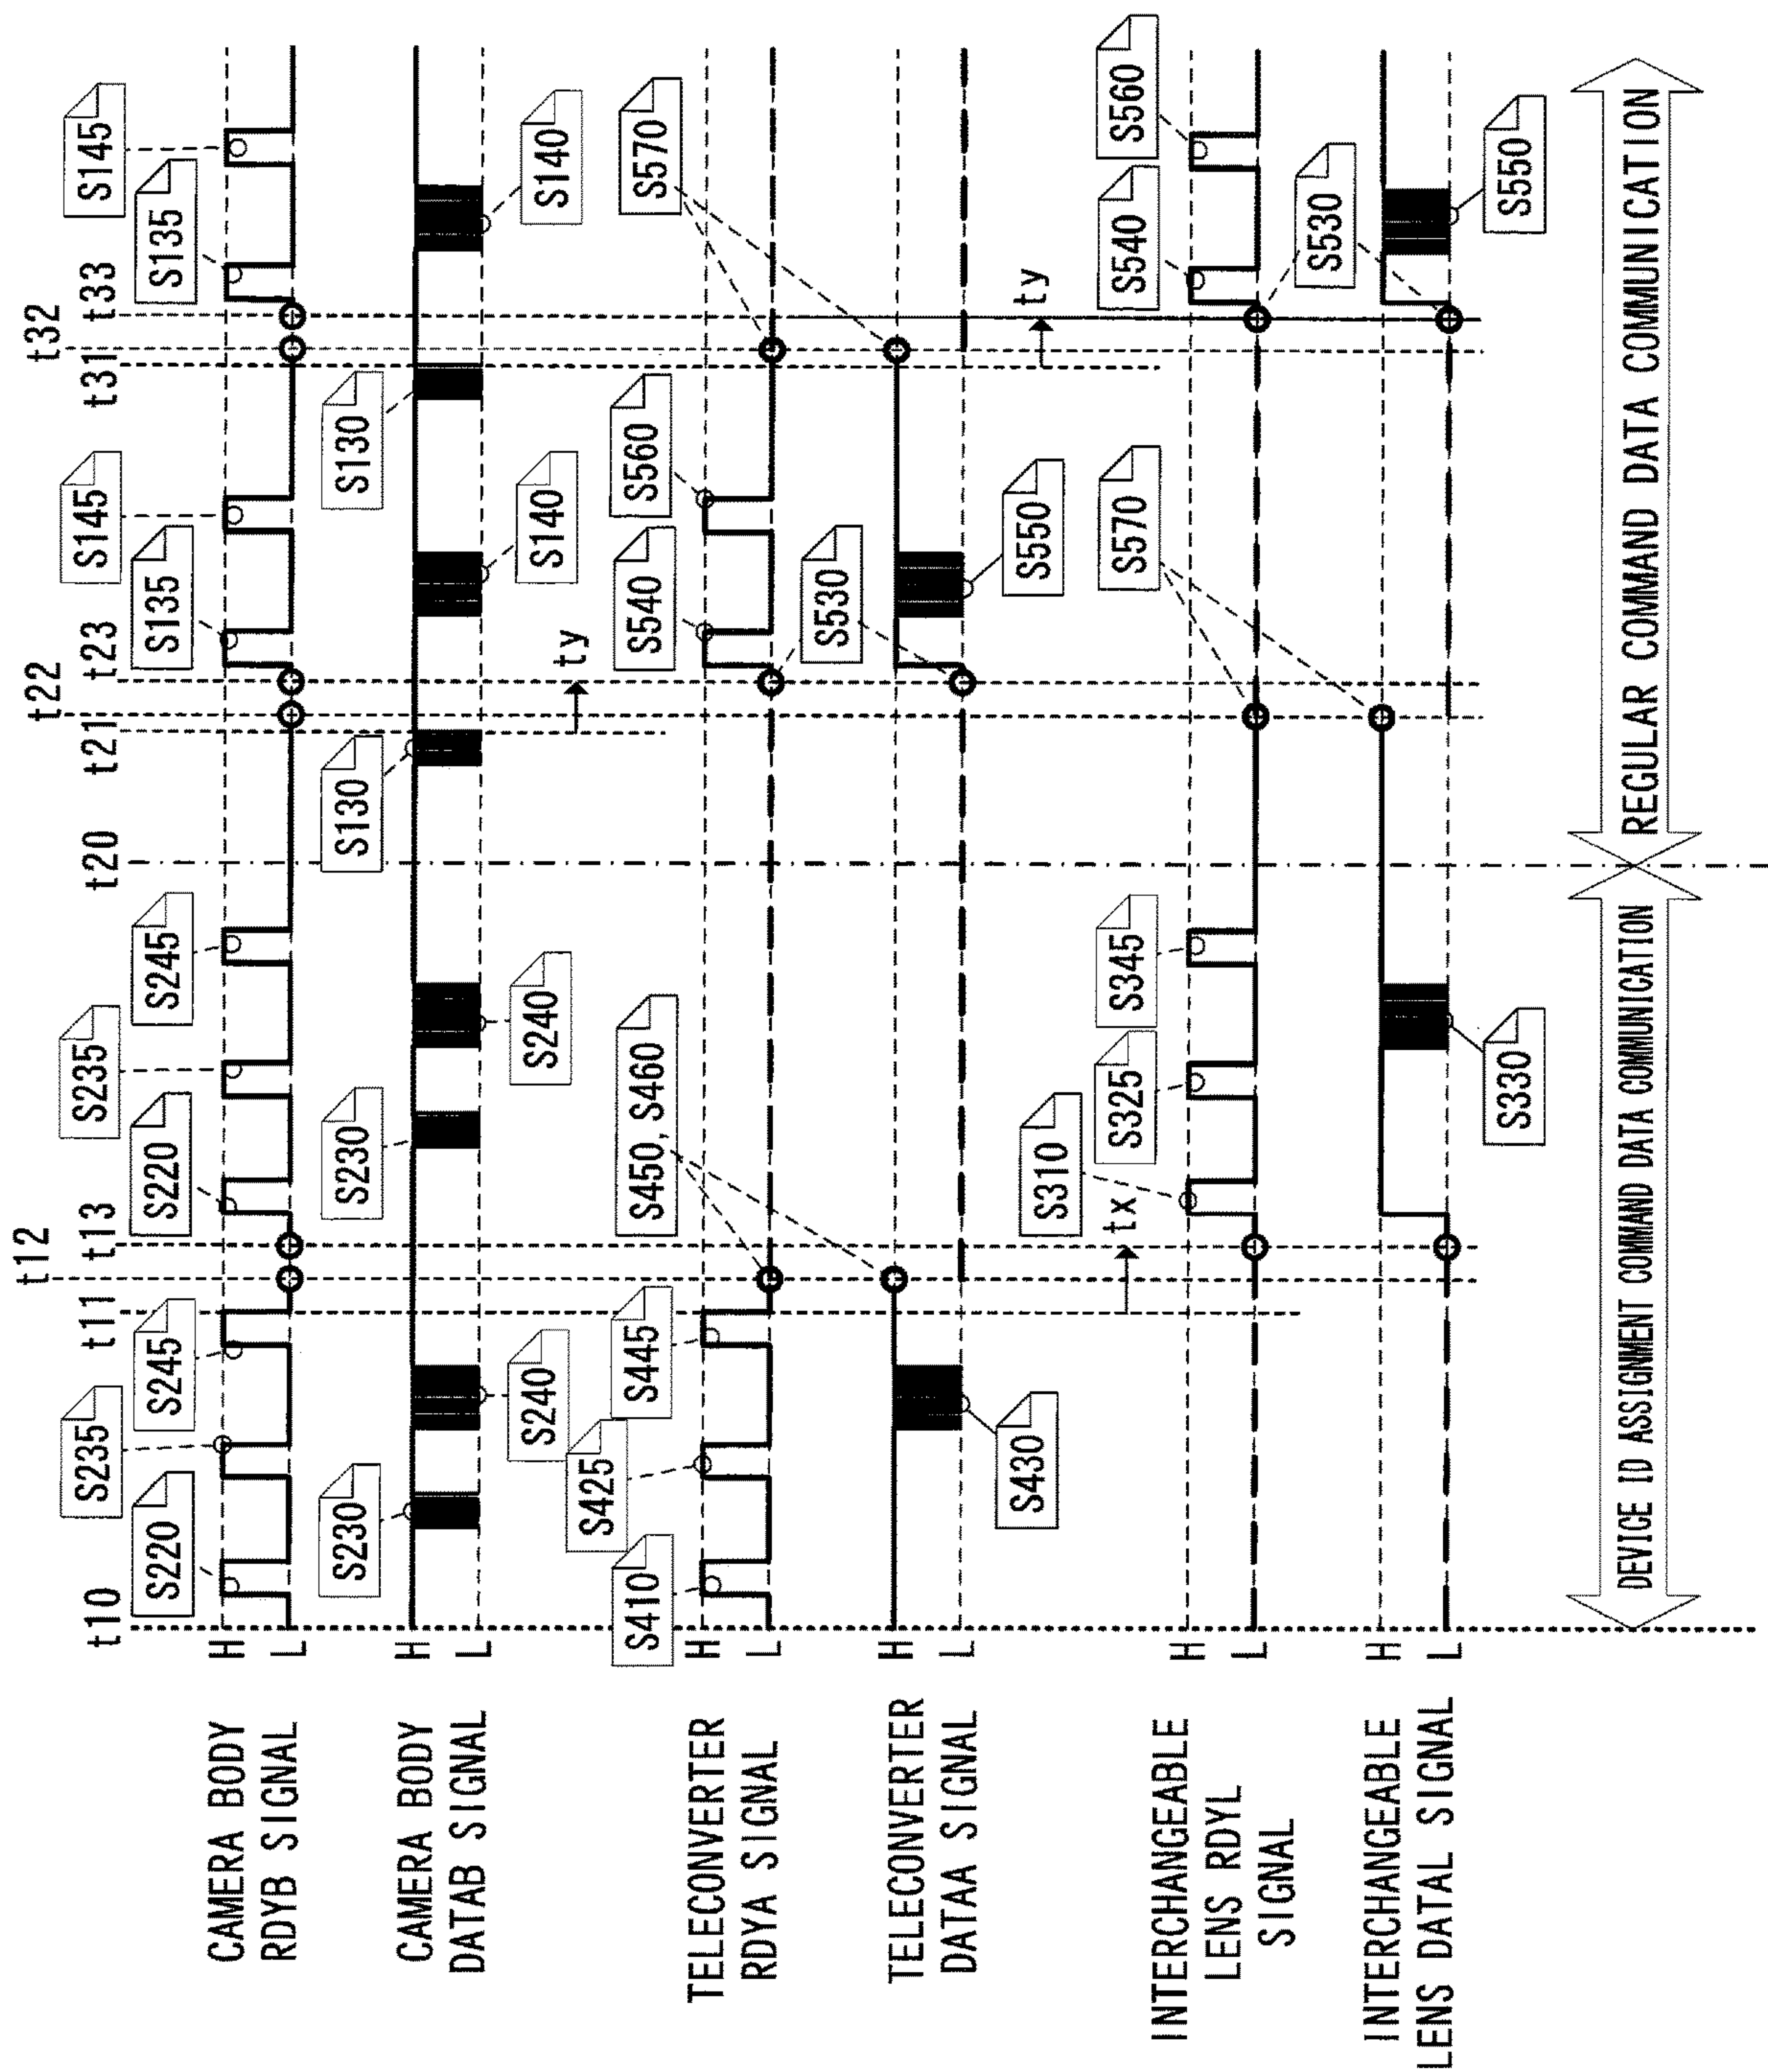 t10
t11
t12
t13
t20
t21
t22
t23
t31
t32
t33
CAMERA BODY
RDYB SIGNAL
H
L
S220
S235
S245
S220
S235
S245
S135
S145
S135
S145
CAMERA BODY
DATAB SIGNAL
H
L
S230
S240
S230
S240
S130
S140
S130
S140
ty
TELECONVERTER
RDYA SIGNAL
H
L
S410
S425
S445
S450, S460
S540
S560
S530
S570
TELECONVERTER
DATAA SIGNAL
H
L
S430
S550
tx
ty
INTERCHANGEABLE
LENS RDYL
SIGNAL
H
L
S310
S325
S345
S570
S540
S560
S530
INTERCHANGEABLE
LENS DATAL SIGNAL
H
L
S330
S550
DEVICE ID ASSIGNMENT COMMAND DATA COMMUNICATION
REGULAR COMMAND DATA COMMUNICATION